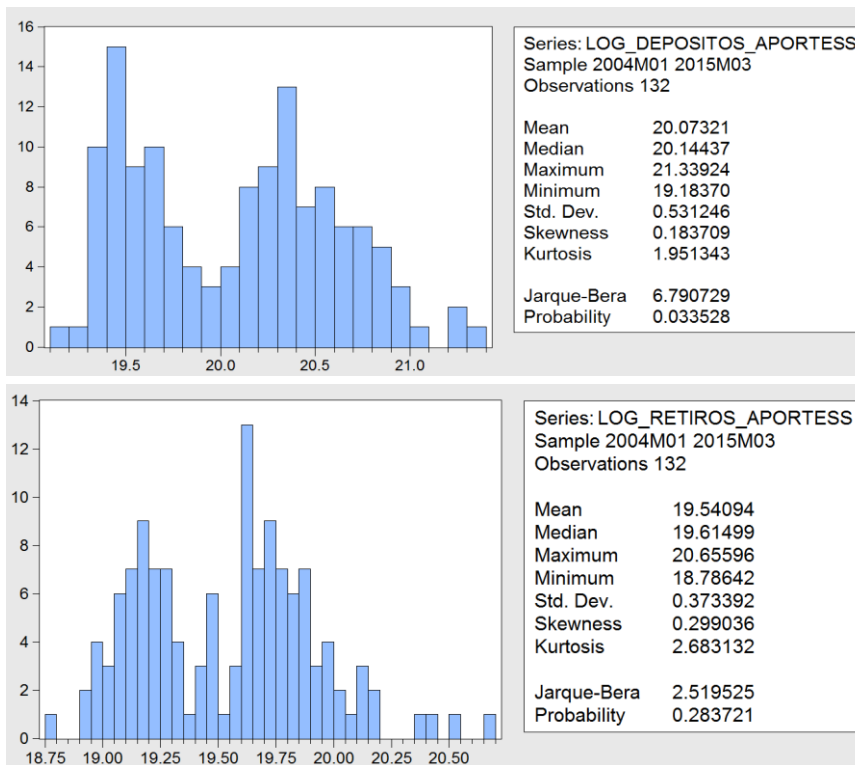 16
14
12
10
8
6
4
2
0
19.5 20.0 20.5 21.0
Series: LOG_DEPOSITOS_APORTESS
Sample 2004M01 2015M03
Observations 132
Mean 20.07321
Median 20.14437
Maximum 21.33924
Minimum 19.18370
Std. Dev. 0.531246
Skewness 0.183709
Kurtosis 1.951343
Jarque-Bera 6.790729
Probability 0.033528
14
12
10
8
6
4
2
0
18.75 19.00 19.25 19.50 19.75 20.00 20.25 20.50
Series: LOG_RETIROS_APORTESS
Sample 2004M01 2015M03
Observations 132
Mean 19.54094
Median 19.61499
Maximum 20.65596
Minimum 18.78642
Std. Dev. 0.373392
Skewness 0.299036
Kurtosis 2.683132
Jarque-Bera 2.519525
Probability 0.283721